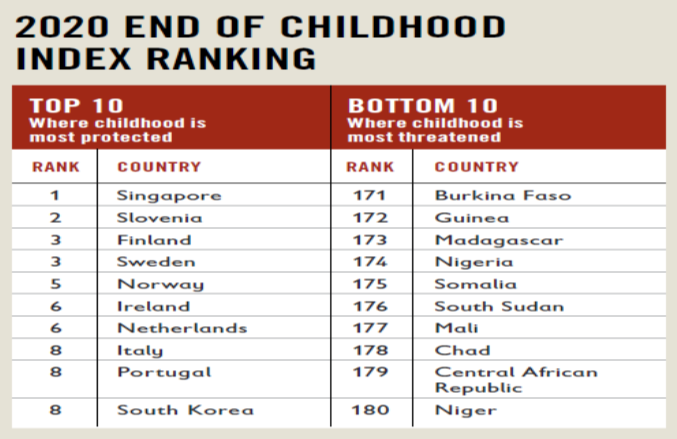 2020 END OF CHILDHOOD
INDEX RANKING
TOP 10
Where childhood is
most protected
BOTTOM 10
Where childhood is
most threatened
RANK COUNTRY RANK COUNTRY
1 Singapore 171 Burkina Faso
2 Slovenia 172 Guinea
3 Finland 173 Madagascar
3 Sweden 174 Nigeria
5 Norway 175 Somalia
6 Ireland 176 South Sudan
6 Netherlands 177 Mali
8 Italy 178 Chad
8 Portugal 179 Central African
Republic
8 South Korea 180 Niger